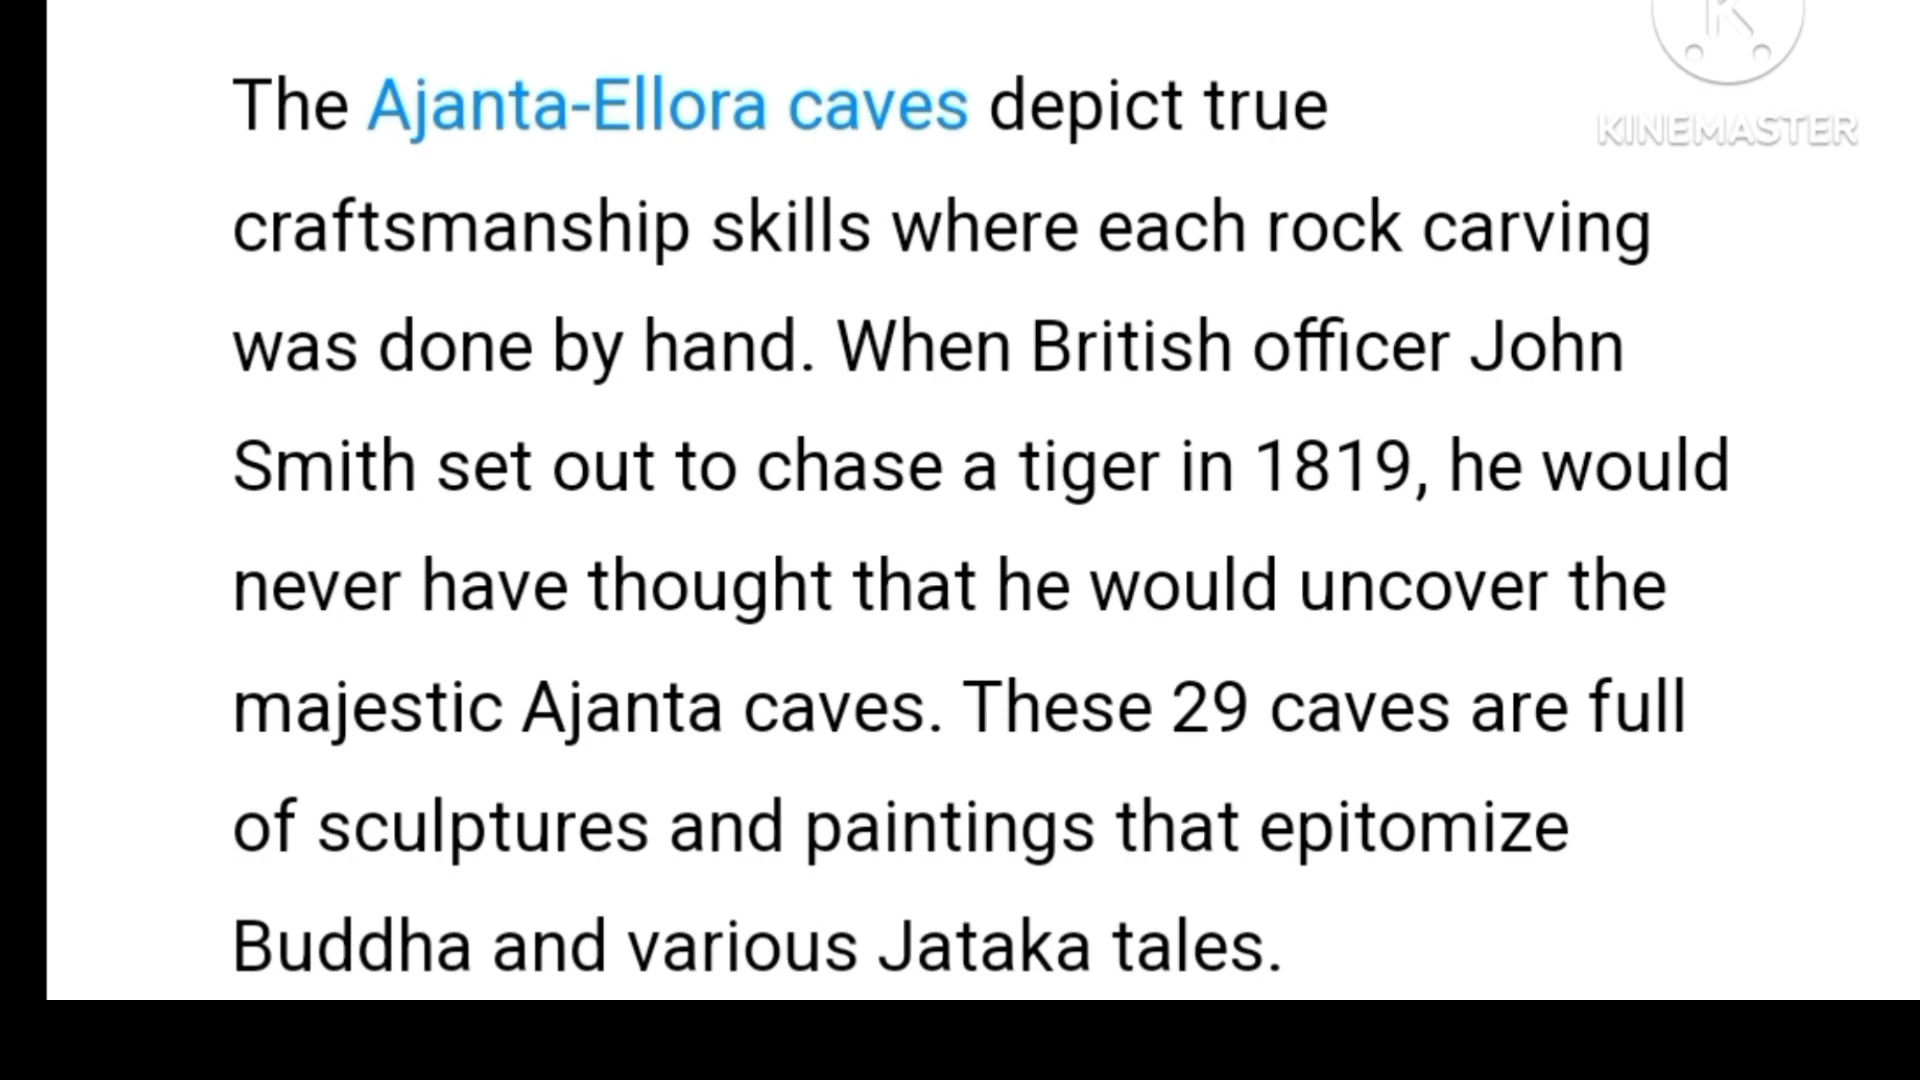 The Ajanta-Ellora caves depict true
KINEMASTER
craftsmanship skills where each rock carving
was done by hand. When British officer John
Smith set out to chase a tiger in 1819, he would
never have thought that he would uncover the
majestic Ajanta caves. These 29 caves are full
of sculptures and paintings that epitomize
Buddha and various Jataka tales.